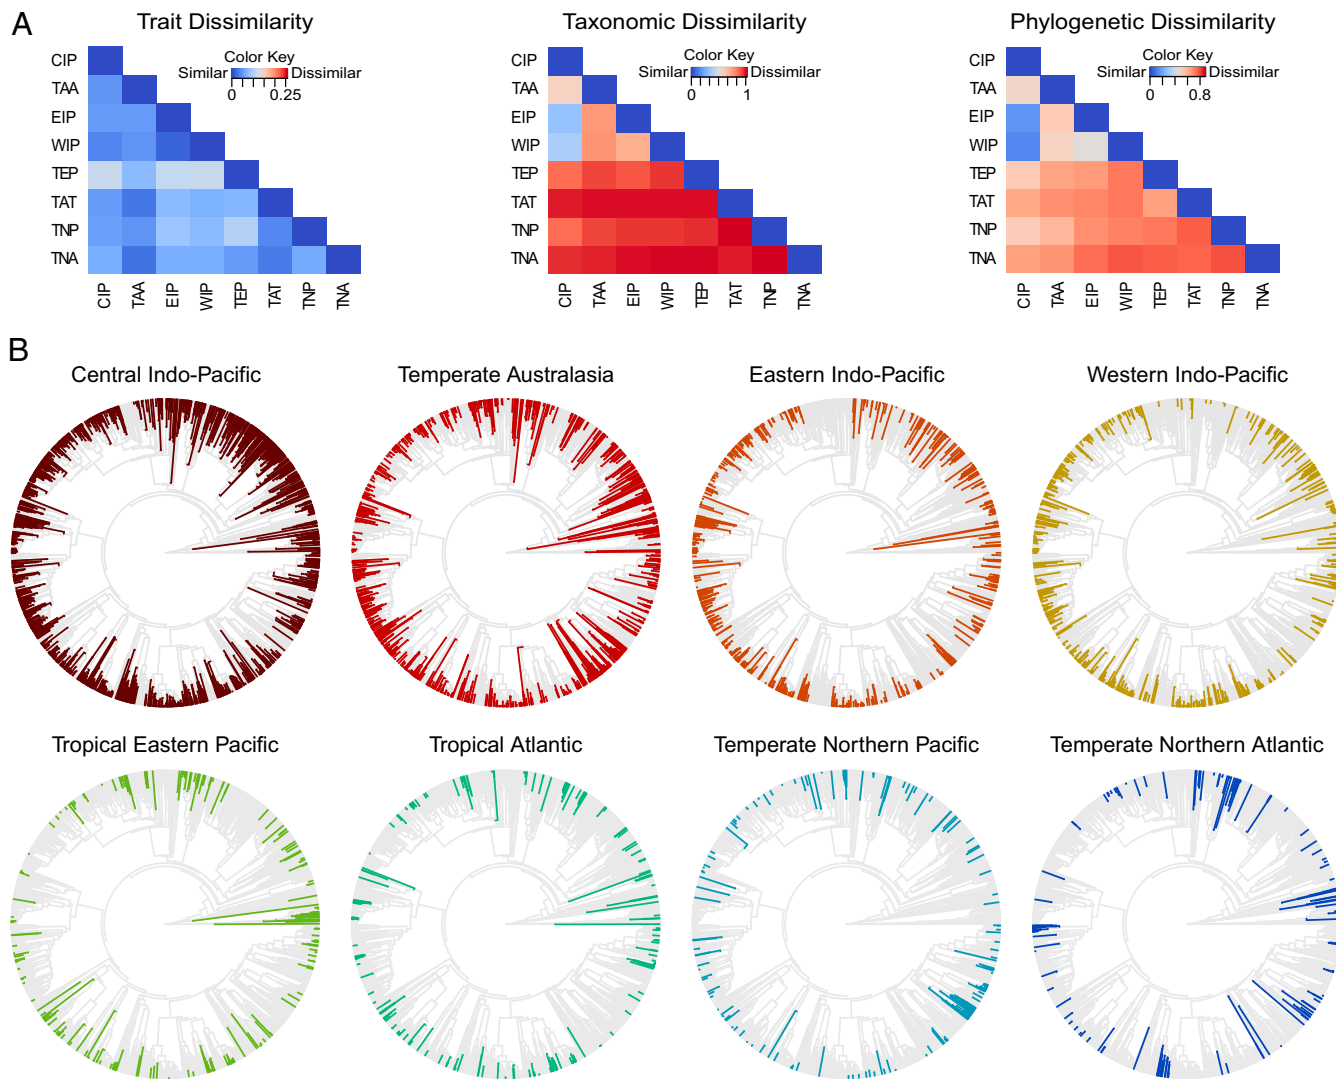 A
Trait Dissimilarity
Color Key
Similar
Dissimilar
0
0.25
CIP
TAA
EIP
WIP
TEP
TAT
TNP
TNA
CIP
TAA
EIP
WIP
TEP
TAT
TNP
TNA
Taxonomic Dissimilarity
Color Key
Similar
Dissimilar
0
1
CIP
TAA
EIP
WIP
TEP
TAT
TNP
TNA
CIP
TAA
EIP
WIP
TEP
TAT
TNP
TNA
Phylogenetic Dissimilarity
Color Key
Similar
Dissimilar
0
0.8
CIP
TAA
EIP
WIP
TEP
TAT
TNP
TNA
CIP
TAA
EIP
WIP
TEP
TAT
TNP
TNA
B
Central Indo-Pacific
Temperate Australasia
Eastern Indo-Pacific
Western Indo-Pacific
Tropical Eastern Pacific
Tropical Atlantic
Temperate Northern Pacific
Temperate Northern Atlantic